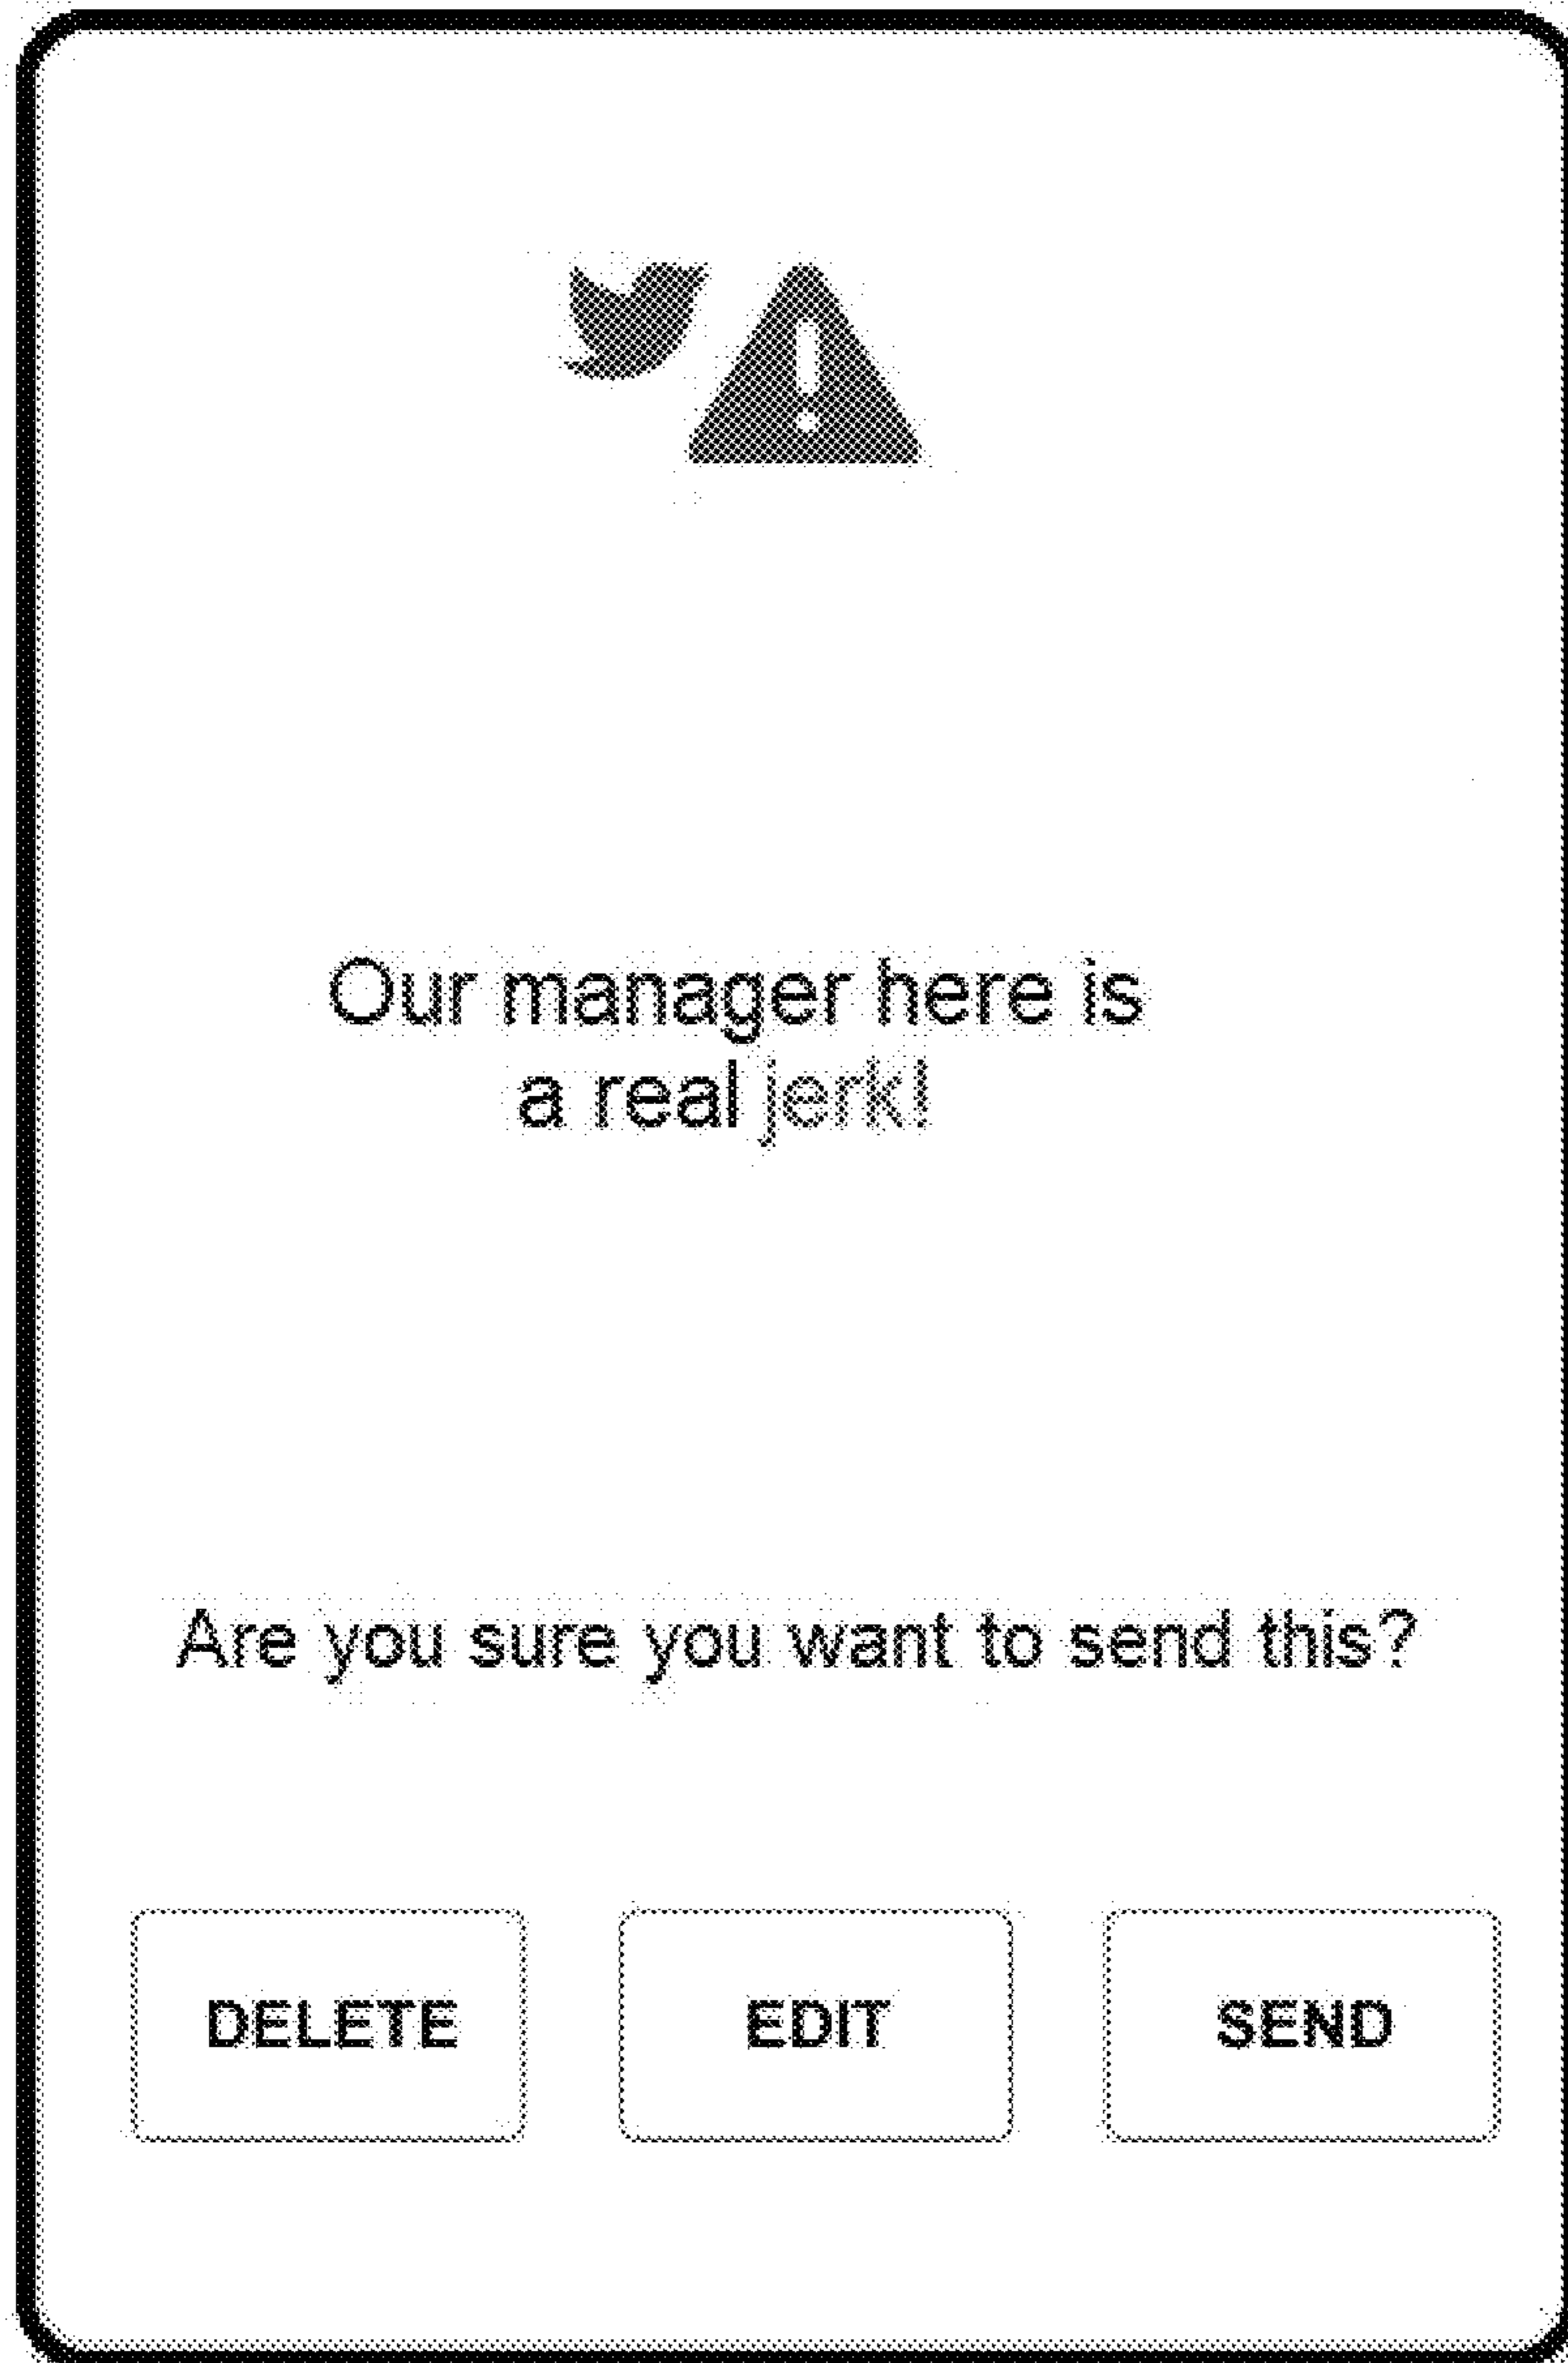 Our manager here is
a real jerk!
Are you sure you want to send this?
DELETE
EDIT
SEND